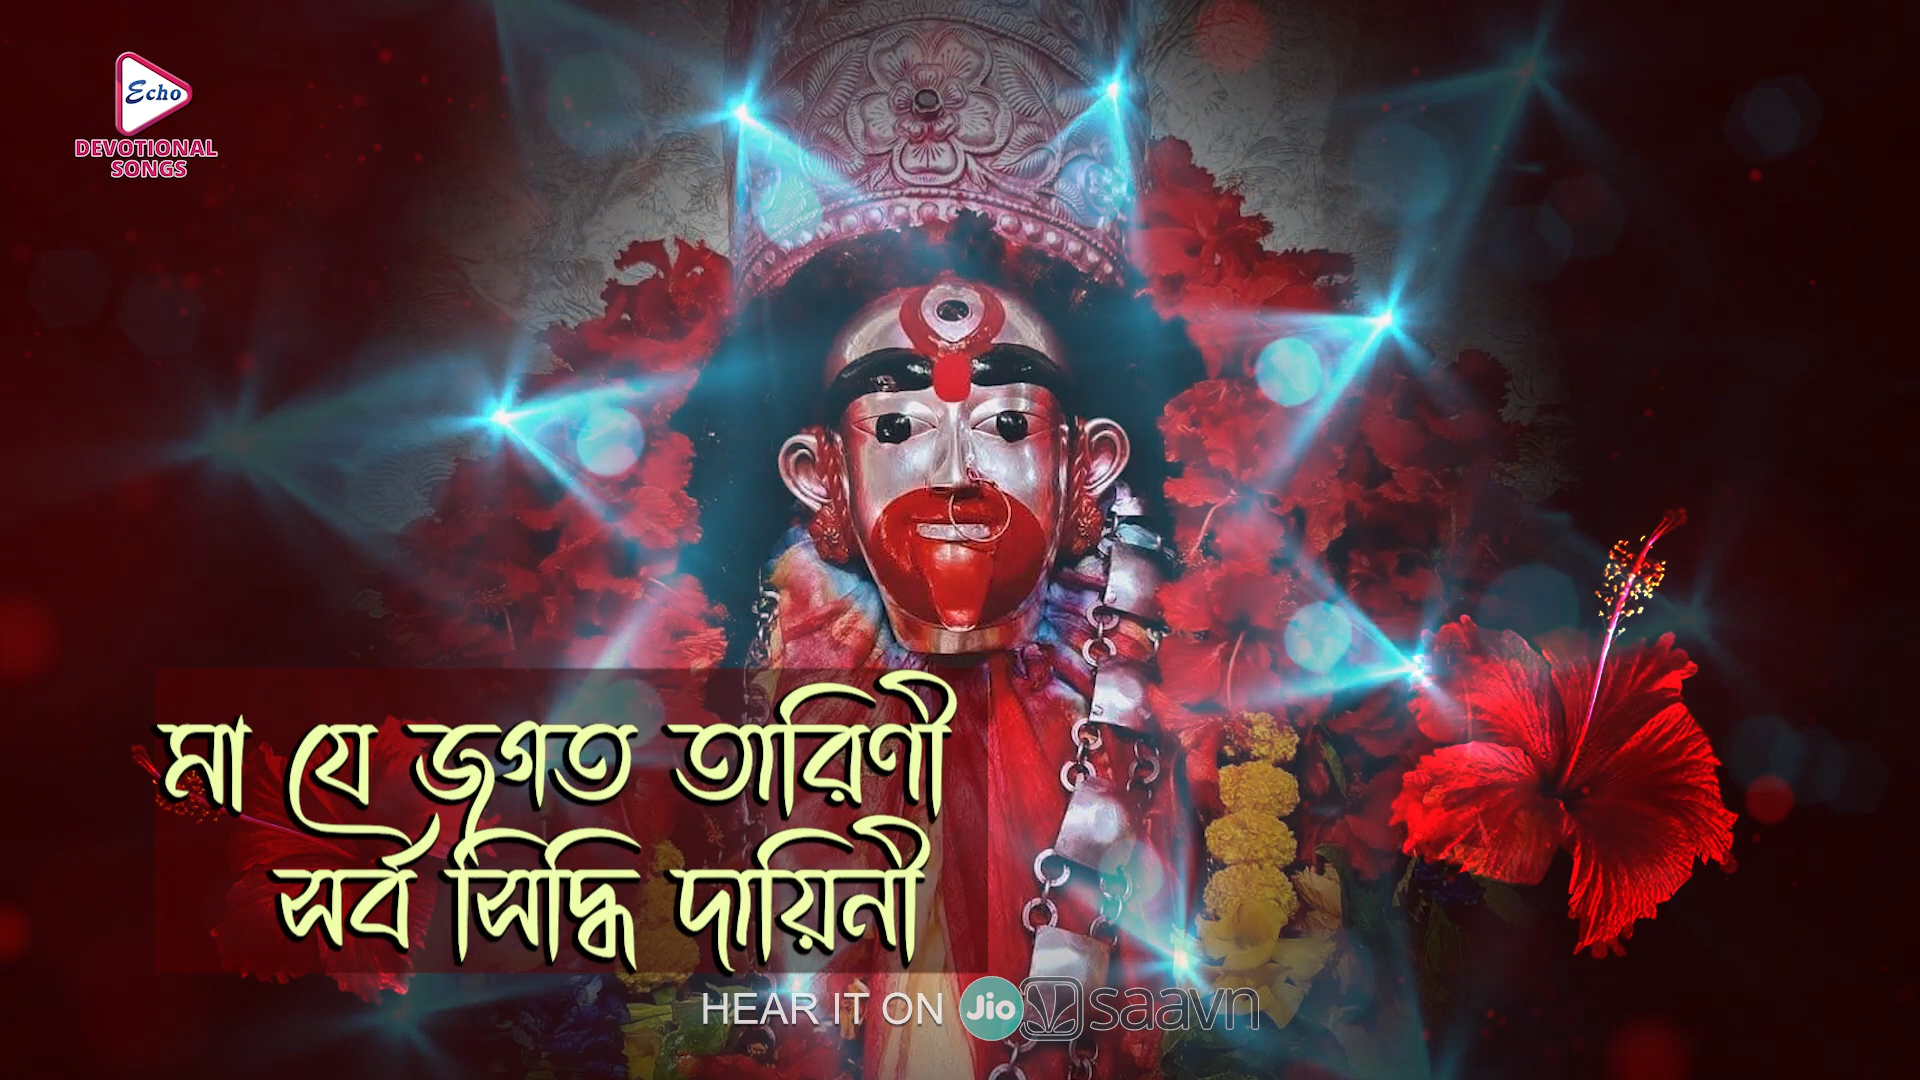 Echo
DEVOTIONAL
SONGS
মা যে জগত তারিণী
সর্ব সিদ্ধি দায়িনী
HEAR IT ON Jio saavn